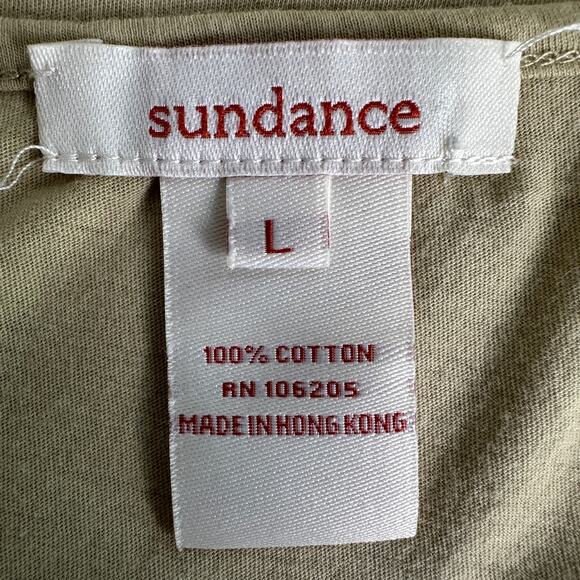 sundance
L
100% COTTON
RN 106205
MADE IN HONG KONG